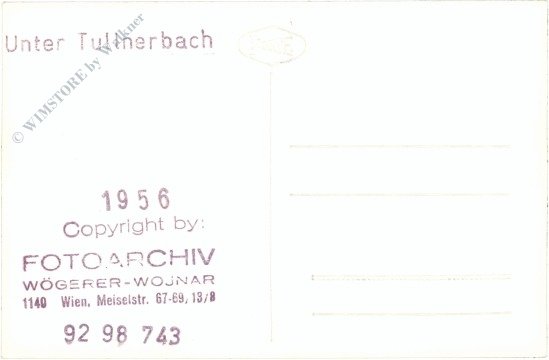 Unter Tullnerbach
© WIMSTORE by Walkner
1956
Copyright by:
FOTOARCHIV
WÖGERER-WOJNAR
1140 Wien, Meiselstr. 67-69, 13/8
92 98 743